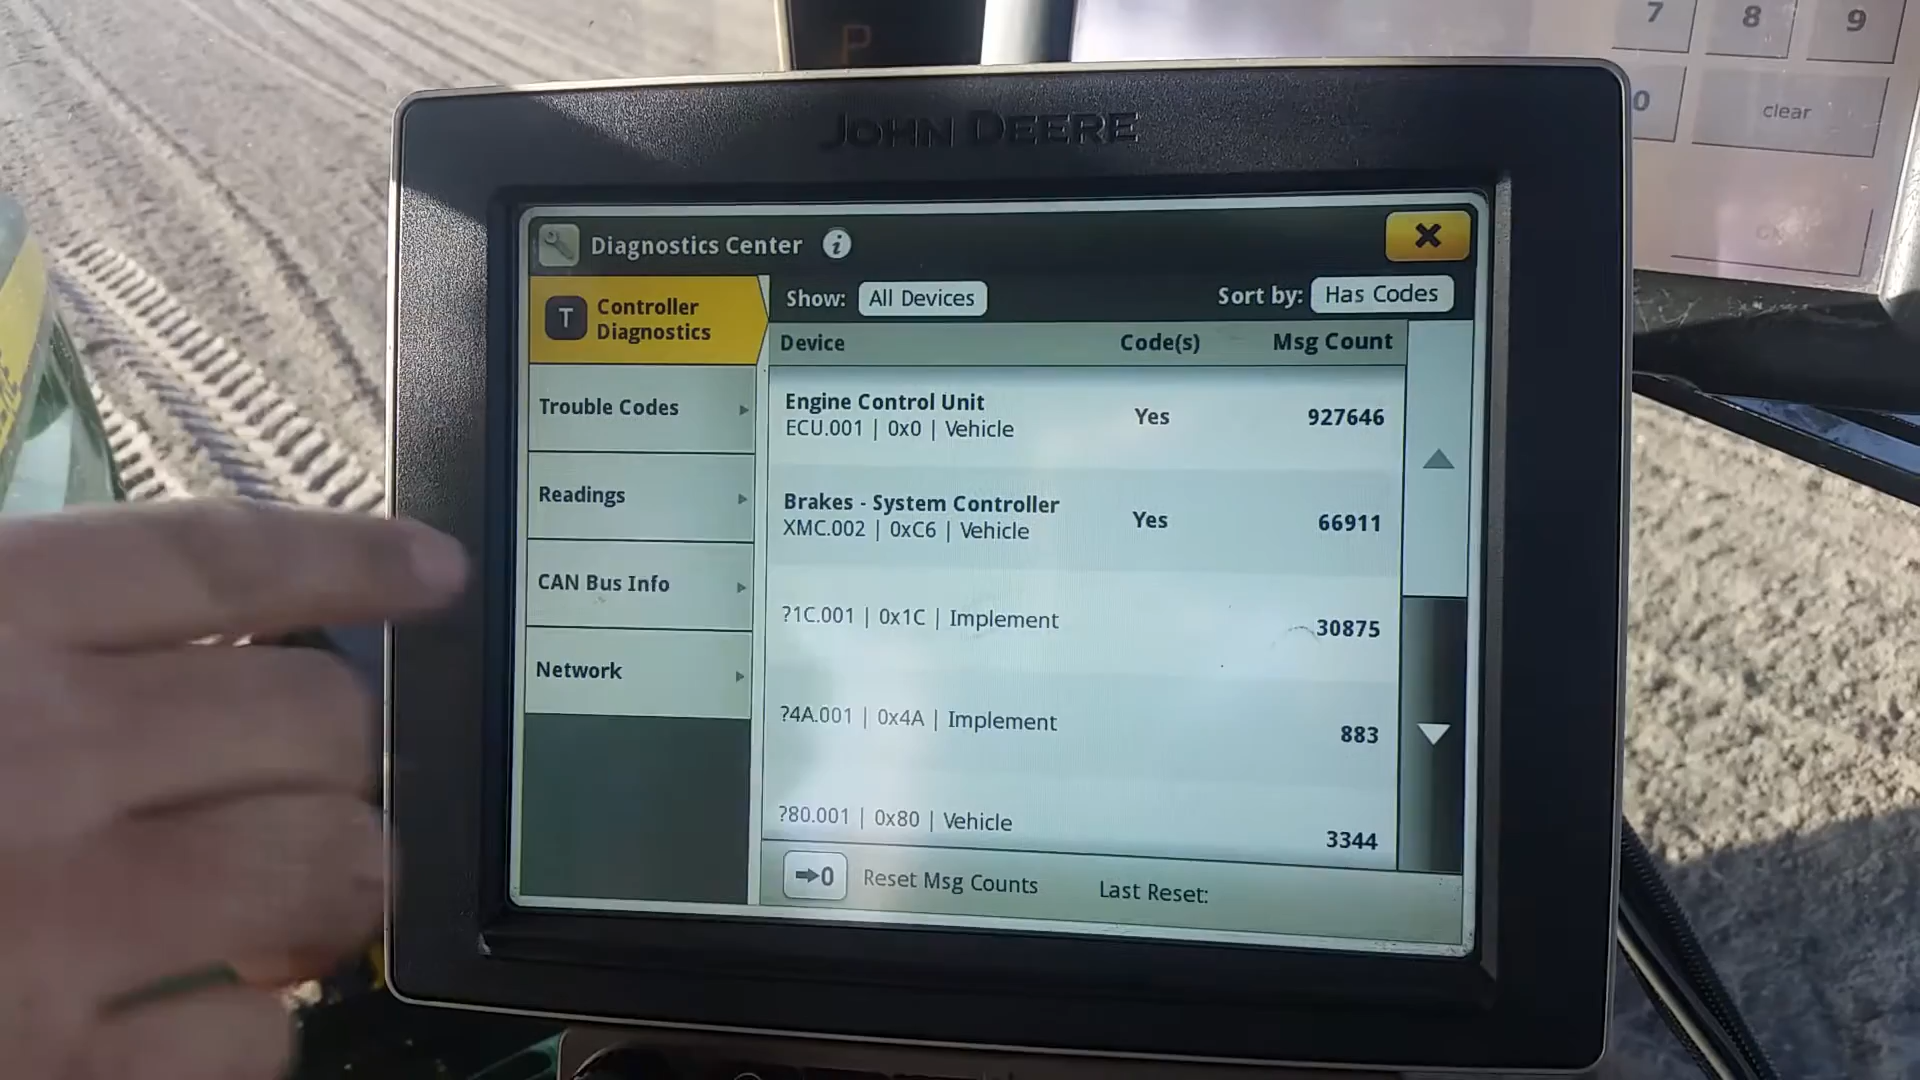 P
7 8 9
0 clear
JOHN DEERE
Diagnostics Center i
T Controller
Diagnostics
Show: All Devices Sort by: Has Codes
Device Code(s) Msg Count
Trouble Codes
Readings
CAN Bus Info
Network
Engine Control Unit Yes 927646
ECU.001 | 0x0 | Vehicle
Brakes - System Controller Yes 66911
XMC.002 | 0xC6 | Vehicle
?1C.001 | 0x1C | Implement 30875
?4A.001 | 0x4A | Implement 883
?80.001 | 0x80 | Vehicle 3344
➔0 Reset Msg Counts Last Reset: